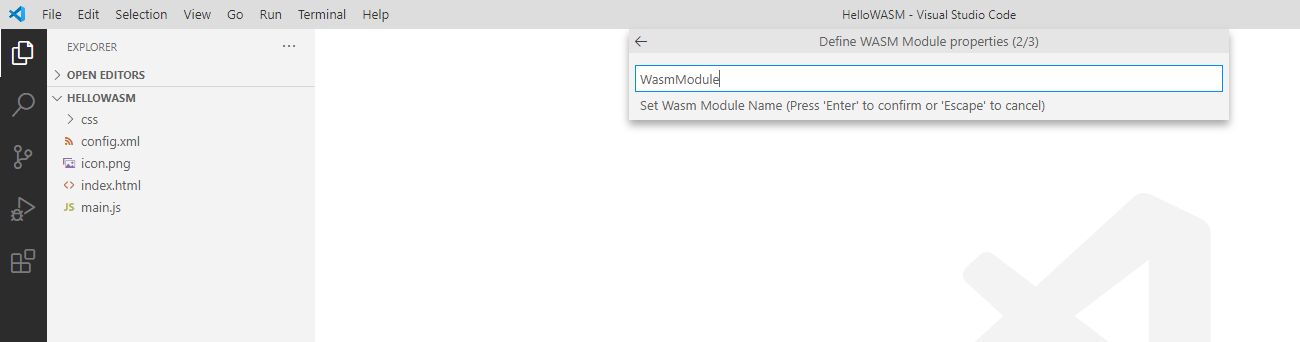 File Edit Selection View Go Run Terminal Help HelloWASM - Visual Studio Code
EXPLORER ...
Define WASM Module properties (2/3)
OPEN EDITORS
WasmModule
HELLOWASM
Set Wasm Module Name (Press 'Enter' to confirm or 'Escape' to cancel)
css
config.xml
icon.png
index.html
JS main.js